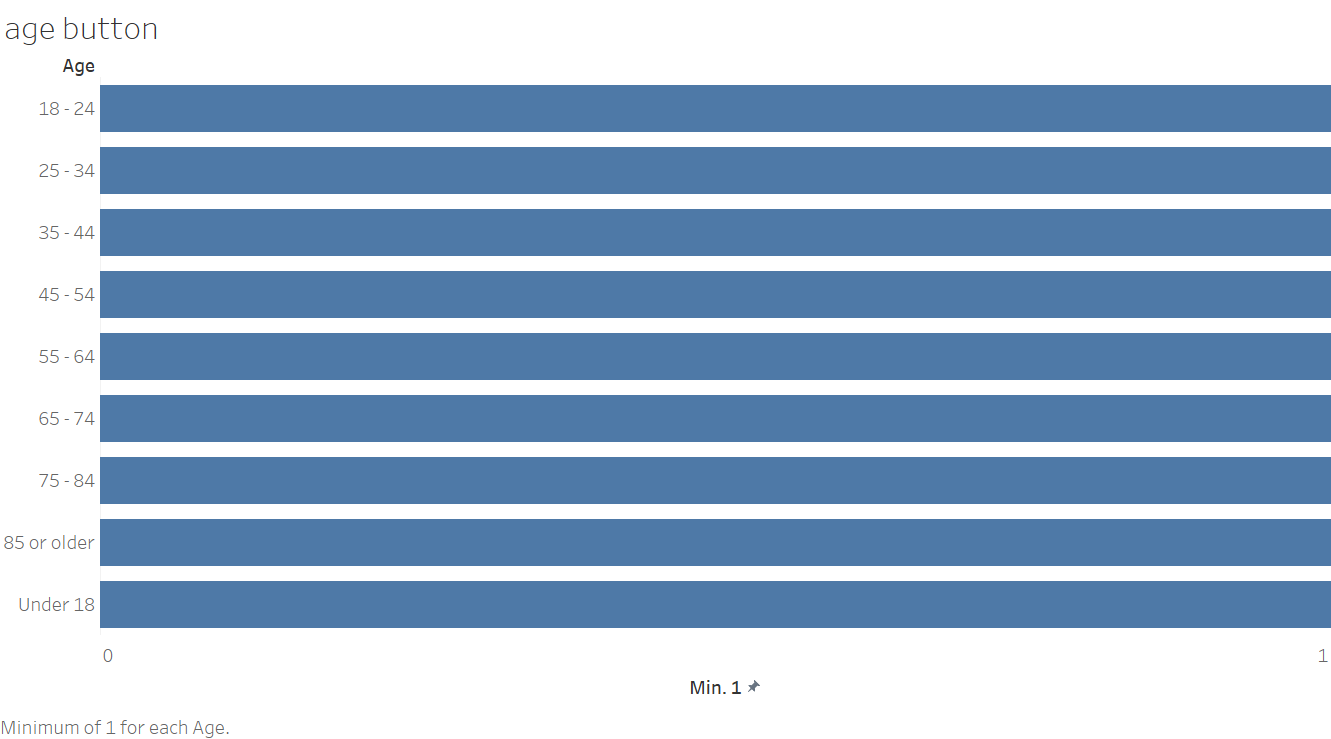 age button
Age
18 - 24
25 - 34
35 - 44
45 - 54
55 - 64
65 - 74
75 - 84
85 or older
Under 18
0 1
Min. 1
Minimum of 1 for each Age.